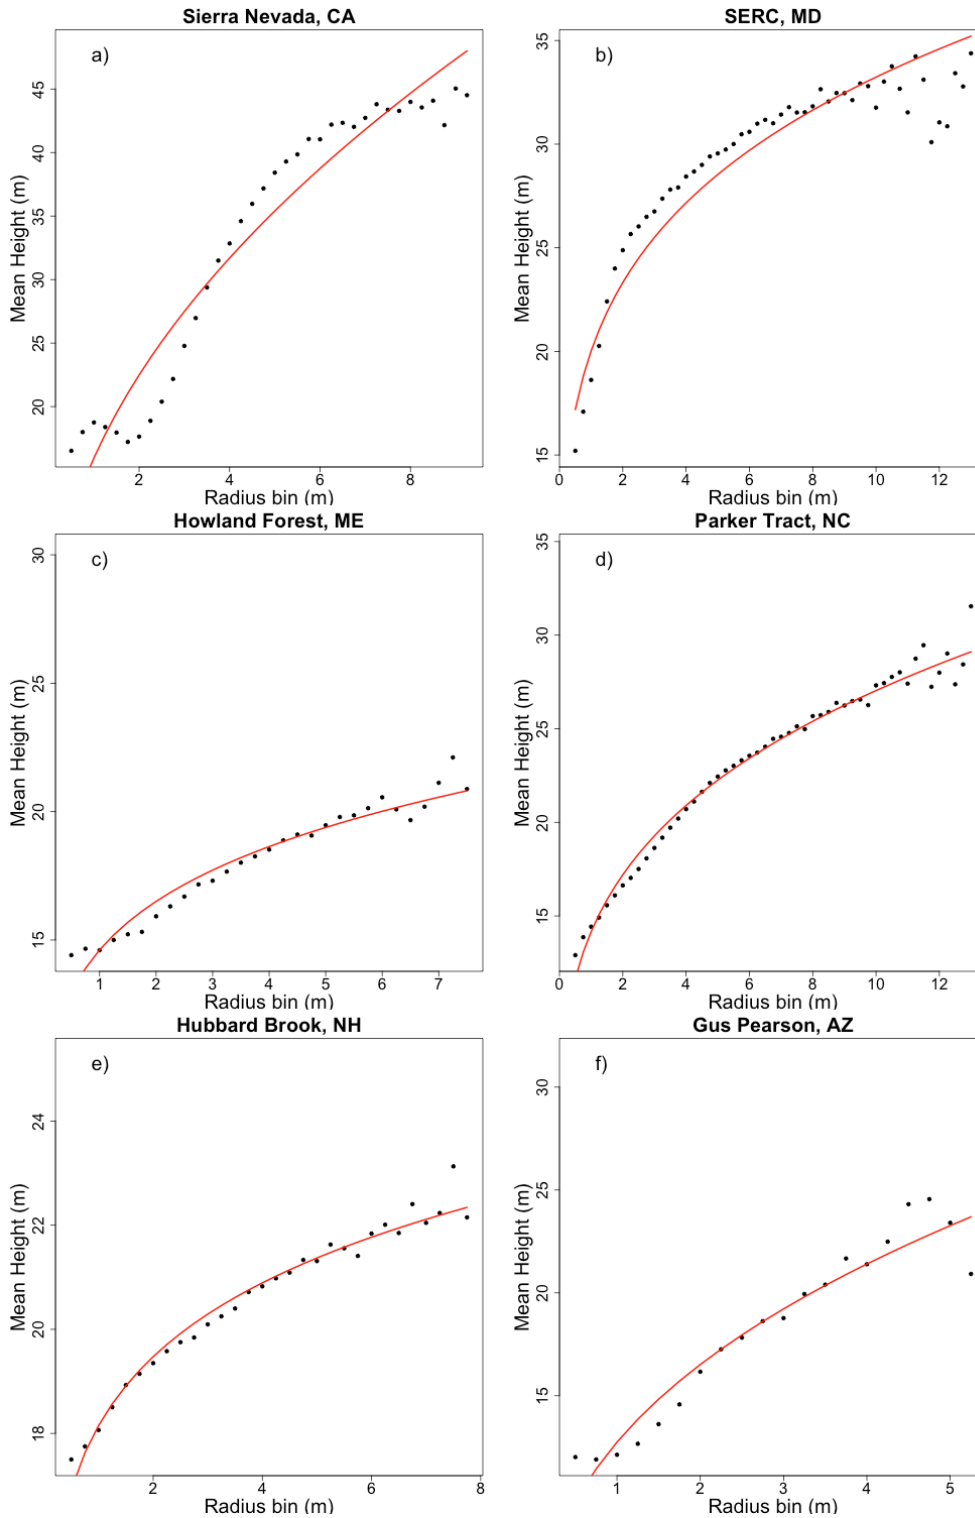 Sierra Nevada, CA
a)
Mean Height (m)
45
40
35
30
25
20
2
4
6
8
Radius bin (m)
SERC, MD
b)
Mean Height (m)
35
30
25
20
15
0
2
4
6
8
10
12
Radius bin (m)
Howland Forest, ME
c)
Mean Height (m)
30
25
20
15
1
2
3
4
5
6
7
Radius bin (m)
Parker Tract, NC
d)
Mean Height (m)
35
30
25
20
15
0
2
4
6
8
10
12
Radius bin (m)
Hubbard Brook, NH
e)
Mean Height (m)
24
22
20
18
2
4
6
8
Radius bin (m)
Gus Pearson, AZ
f)
Mean Height (m)
30
25
20
15
1
2
3
4
5
Radius bin (m)